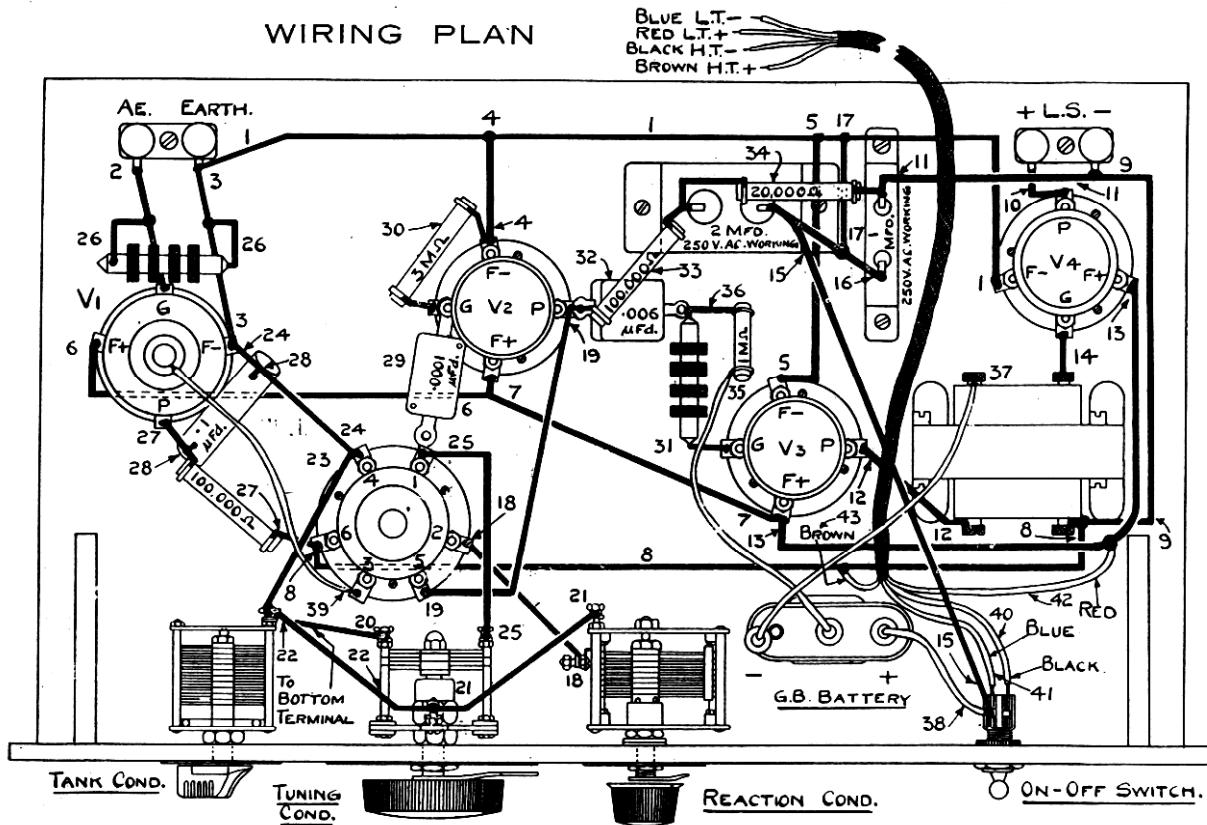 WIRING PLAN
BLUE L.T.-
RED L.T.+
BLACK H.T.-
BROWN H.T.+
AE. EARTH.
1
4
1
5
17
+ L.S. -
2
3
34
11
9
20,000Ω
10
11
26
26
30
4
3 MΩ
2 MFD.
250 V. AC. WORKING
17
MFD.
250 V. AC. WORKING
P
F-
V4
F+
G
1
13
32
33
100,000Ω
15
16
V1
G
F+
F-
P
6
3
24
28
F-
G
V2
P
F+
19
.006
µFd.
36
1 MΩ
35
29
.0001
µFd.
6
7
5
14
37
27
28
.1
µFd.
100,000Ω
23
24
25
31
F-
G
V3
P
F+
12
27
4
1
6
2
3
5
18
7
13
43
BROWN
12
8
9
8
8
39
19
42
RED
22
20
25
21
18
40
BLUE
15
BLACK.
41
22
TO
BOTTOM
TERMINAL
21
-
+
G.B. BATTERY
38
TANK COND.
TUNING
COND.
REACTION COND.
ON-OFF SWITCH.